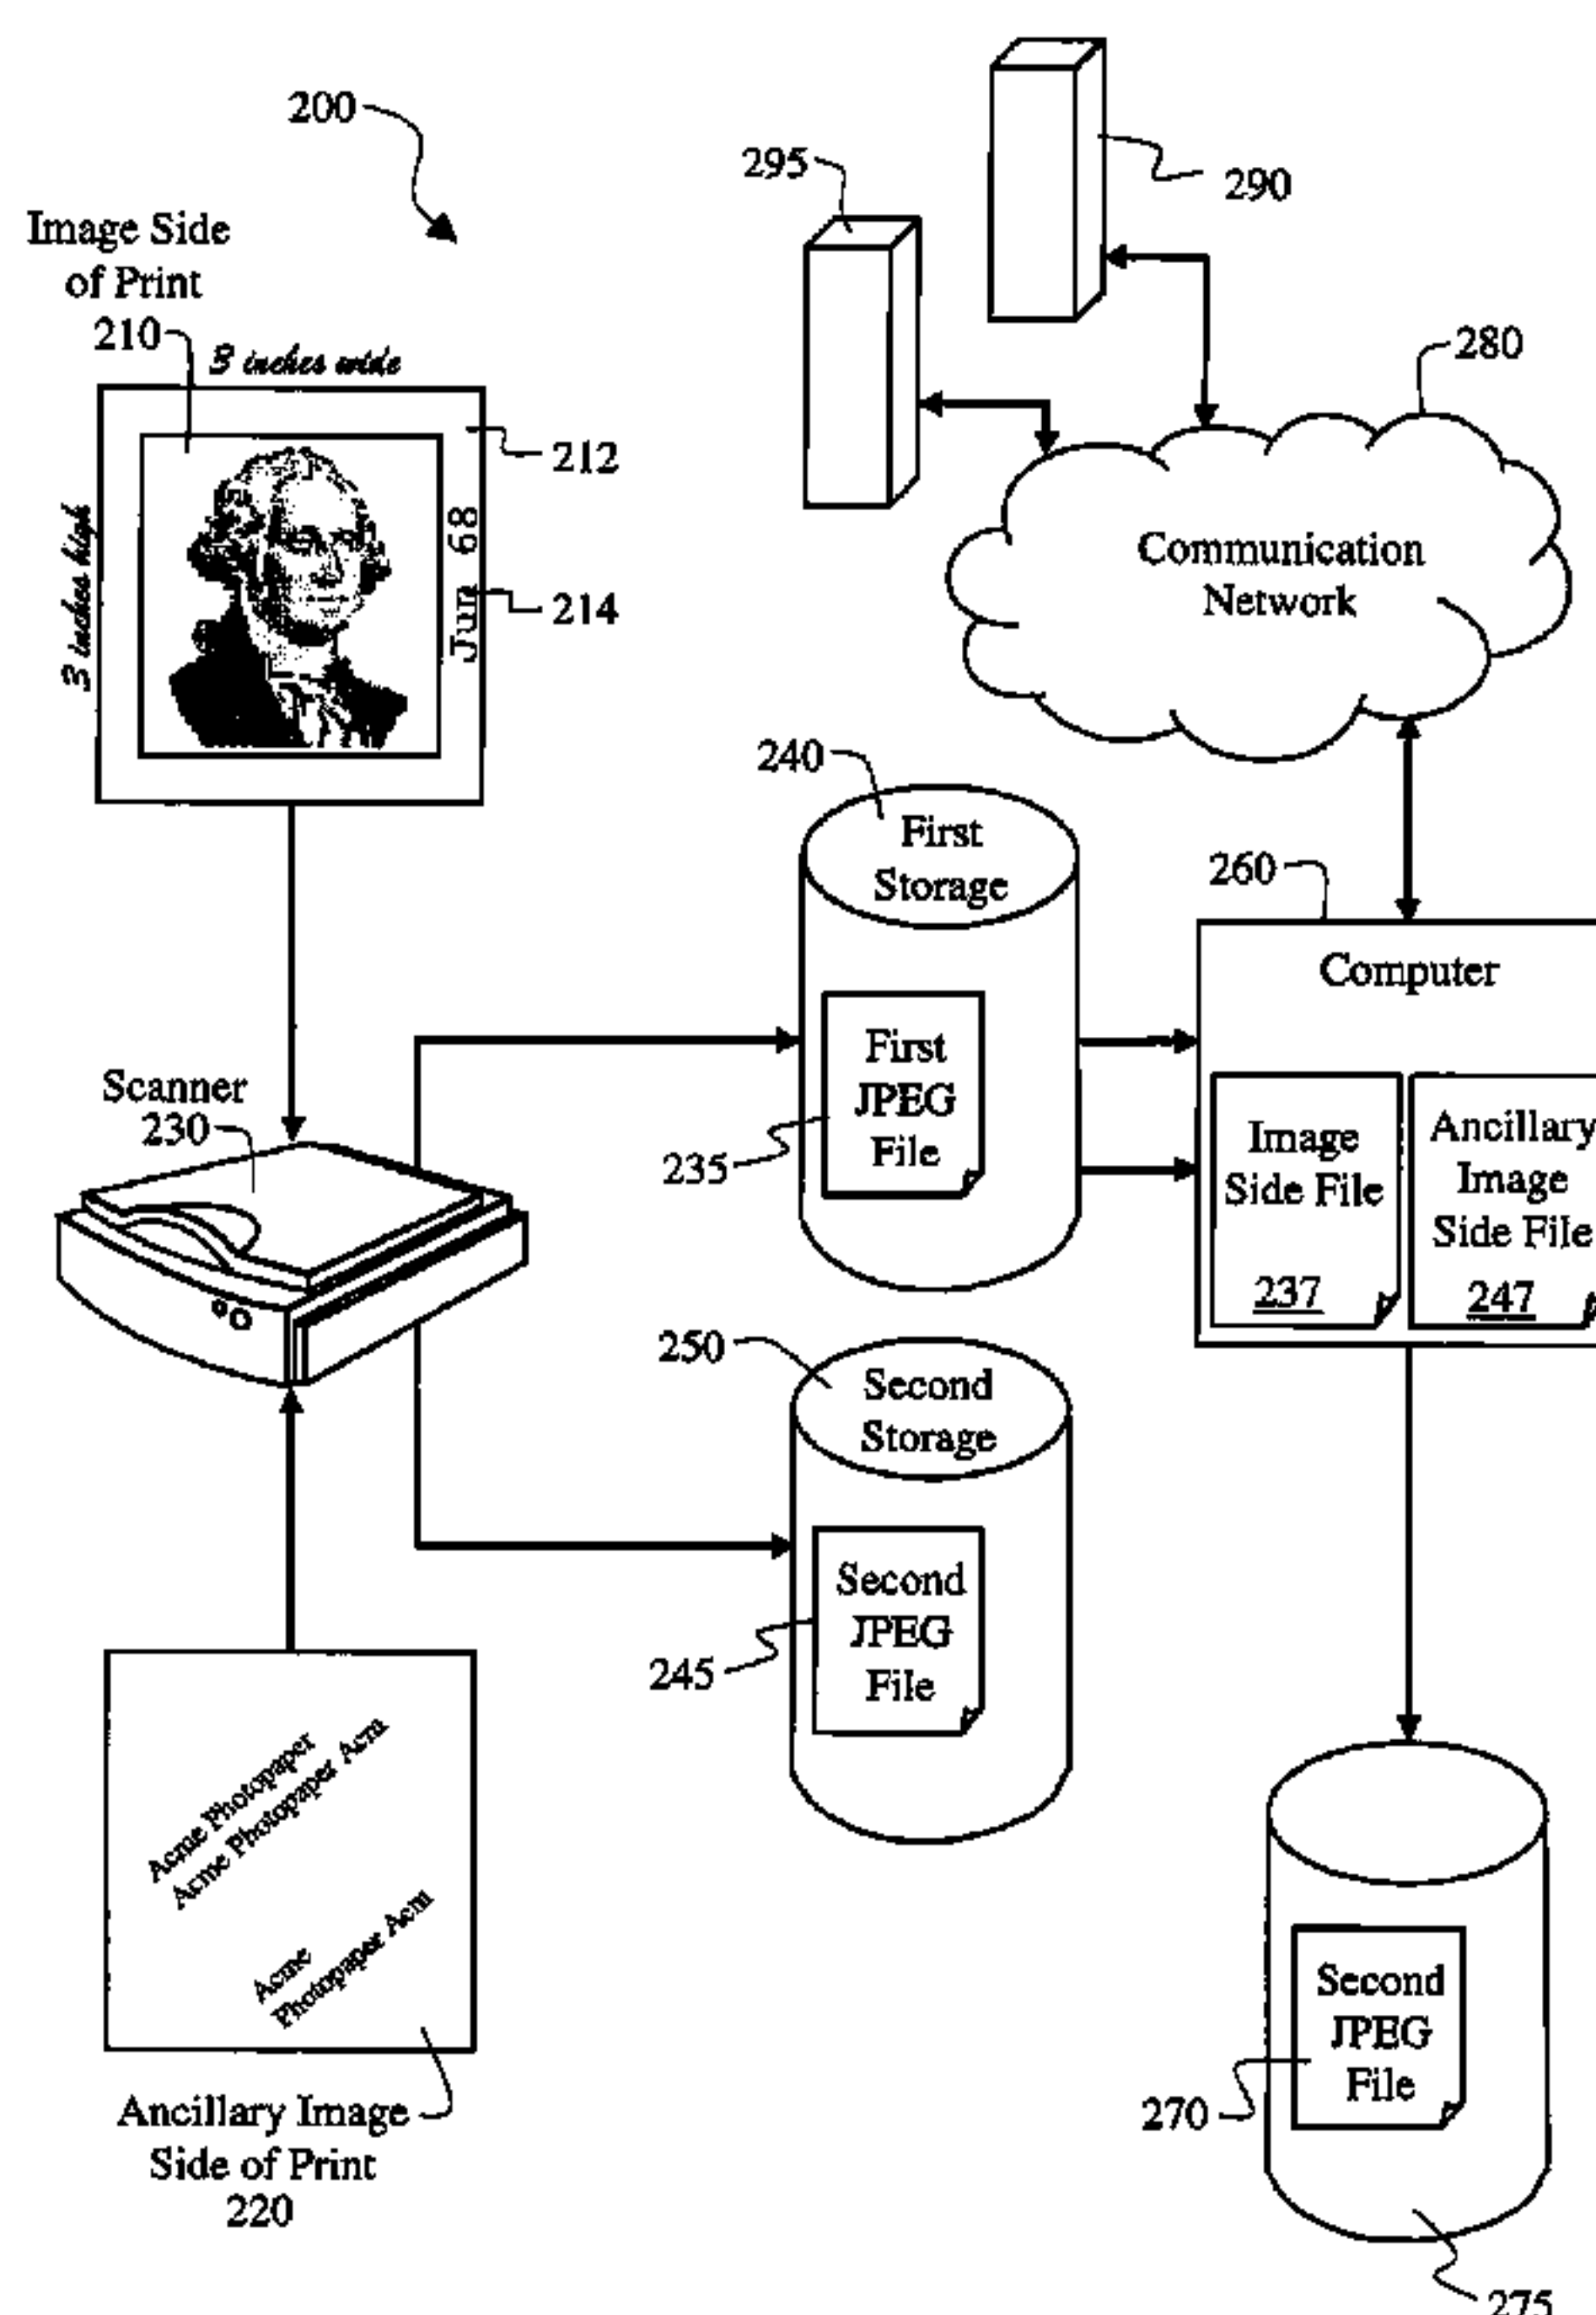 200
295
290
Image Side
of Print
210
3 inches wide
280
212
3 inches high
Jun 68
214
Communication
Network
240
First
Storage
260
Computer
First
JPEG
File
235
Scanner
230
Image
Side File
237
Ancillary
Image
Side File
247
250
Second
Storage
Second
JPEG
File
245
Acme Photopaper
Acme Photopaper Acm
Acme
Photopaper Acm
Second
JPEG
File
270
Ancillary Image
Side of Print
220
275